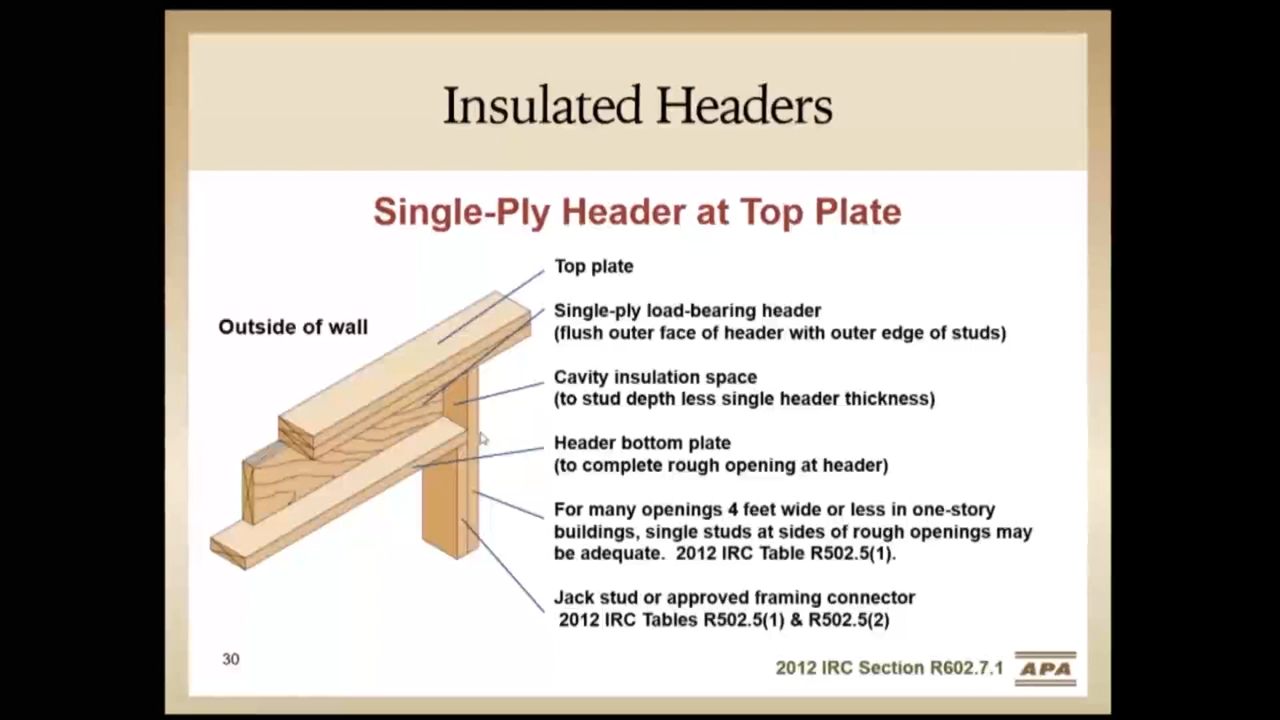 Insulated Headers
Single-Ply Header at Top Plate
Top plate
Outside of wall
Single-ply load-bearing header
(flush outer face of header with outer edge of studs)
Cavity insulation space
(to stud depth less single header thickness)
Header bottom plate
(to complete rough opening at header)
For many openings 4 feet wide or less in one-story
buildings, single studs at sides of rough openings may
be adequate.  2012 IRC Table R502.5(1).
Jack stud or approved framing connector
2012 IRC Tables R502.5(1) & R502.5(2)
30
2012 IRC Section R602.7.1
APA